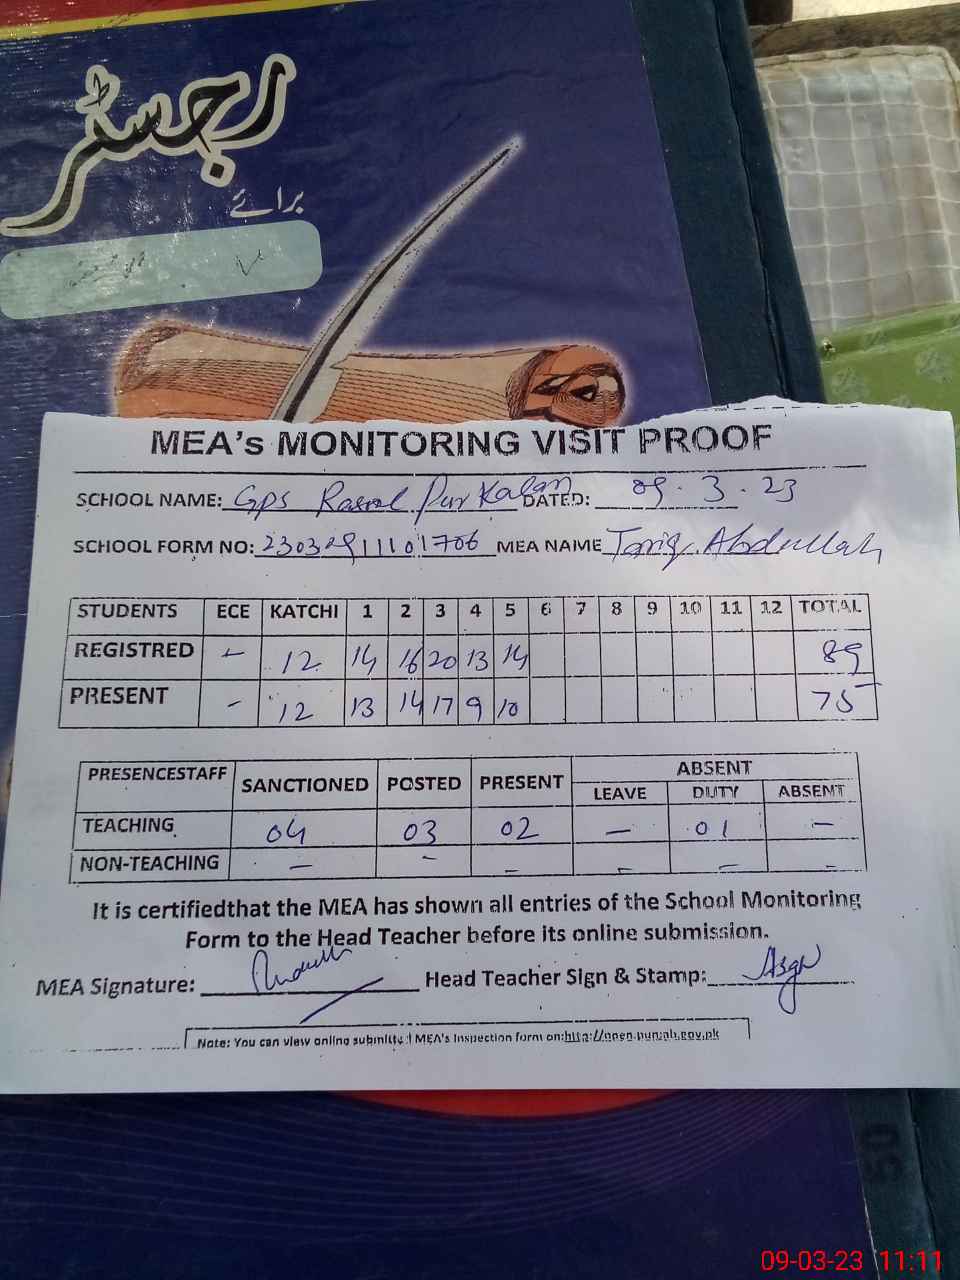 رجسٹر
برائے
MEA's MONITORING VISIT PROOF
SCHOOL NAME: Gps Rasol Pur Kalan DATED: 09.3.23
SCHOOL FORM NO: MEA NAME Tariq Abdullah
STUDENTS ECE KATCHI 1 2 3 4 5 6 7 8 9 10 11 12 TOTAL
REGISTRED - 12 14 16 20 13 14 89
PRESENT - 12 13 14 17 9 10 75
PRESENCESTAFF SANCTIONED POSTED PRESENT ABSENT
LEAVE DUTY ABSENT
TEACHING 04 03 02 - 01 -
NON-TEACHING - - - - - -
It is certifiedthat the MEA has shown all entries of the School Monitoring
Form to the Head Teacher before its online submission.
MEA Signature: Head Teacher Sign & Stamp:
Note: You can view online submitted MEA's Inspection form on:http://open.punjab.gov.pk
09-03-23 11:11